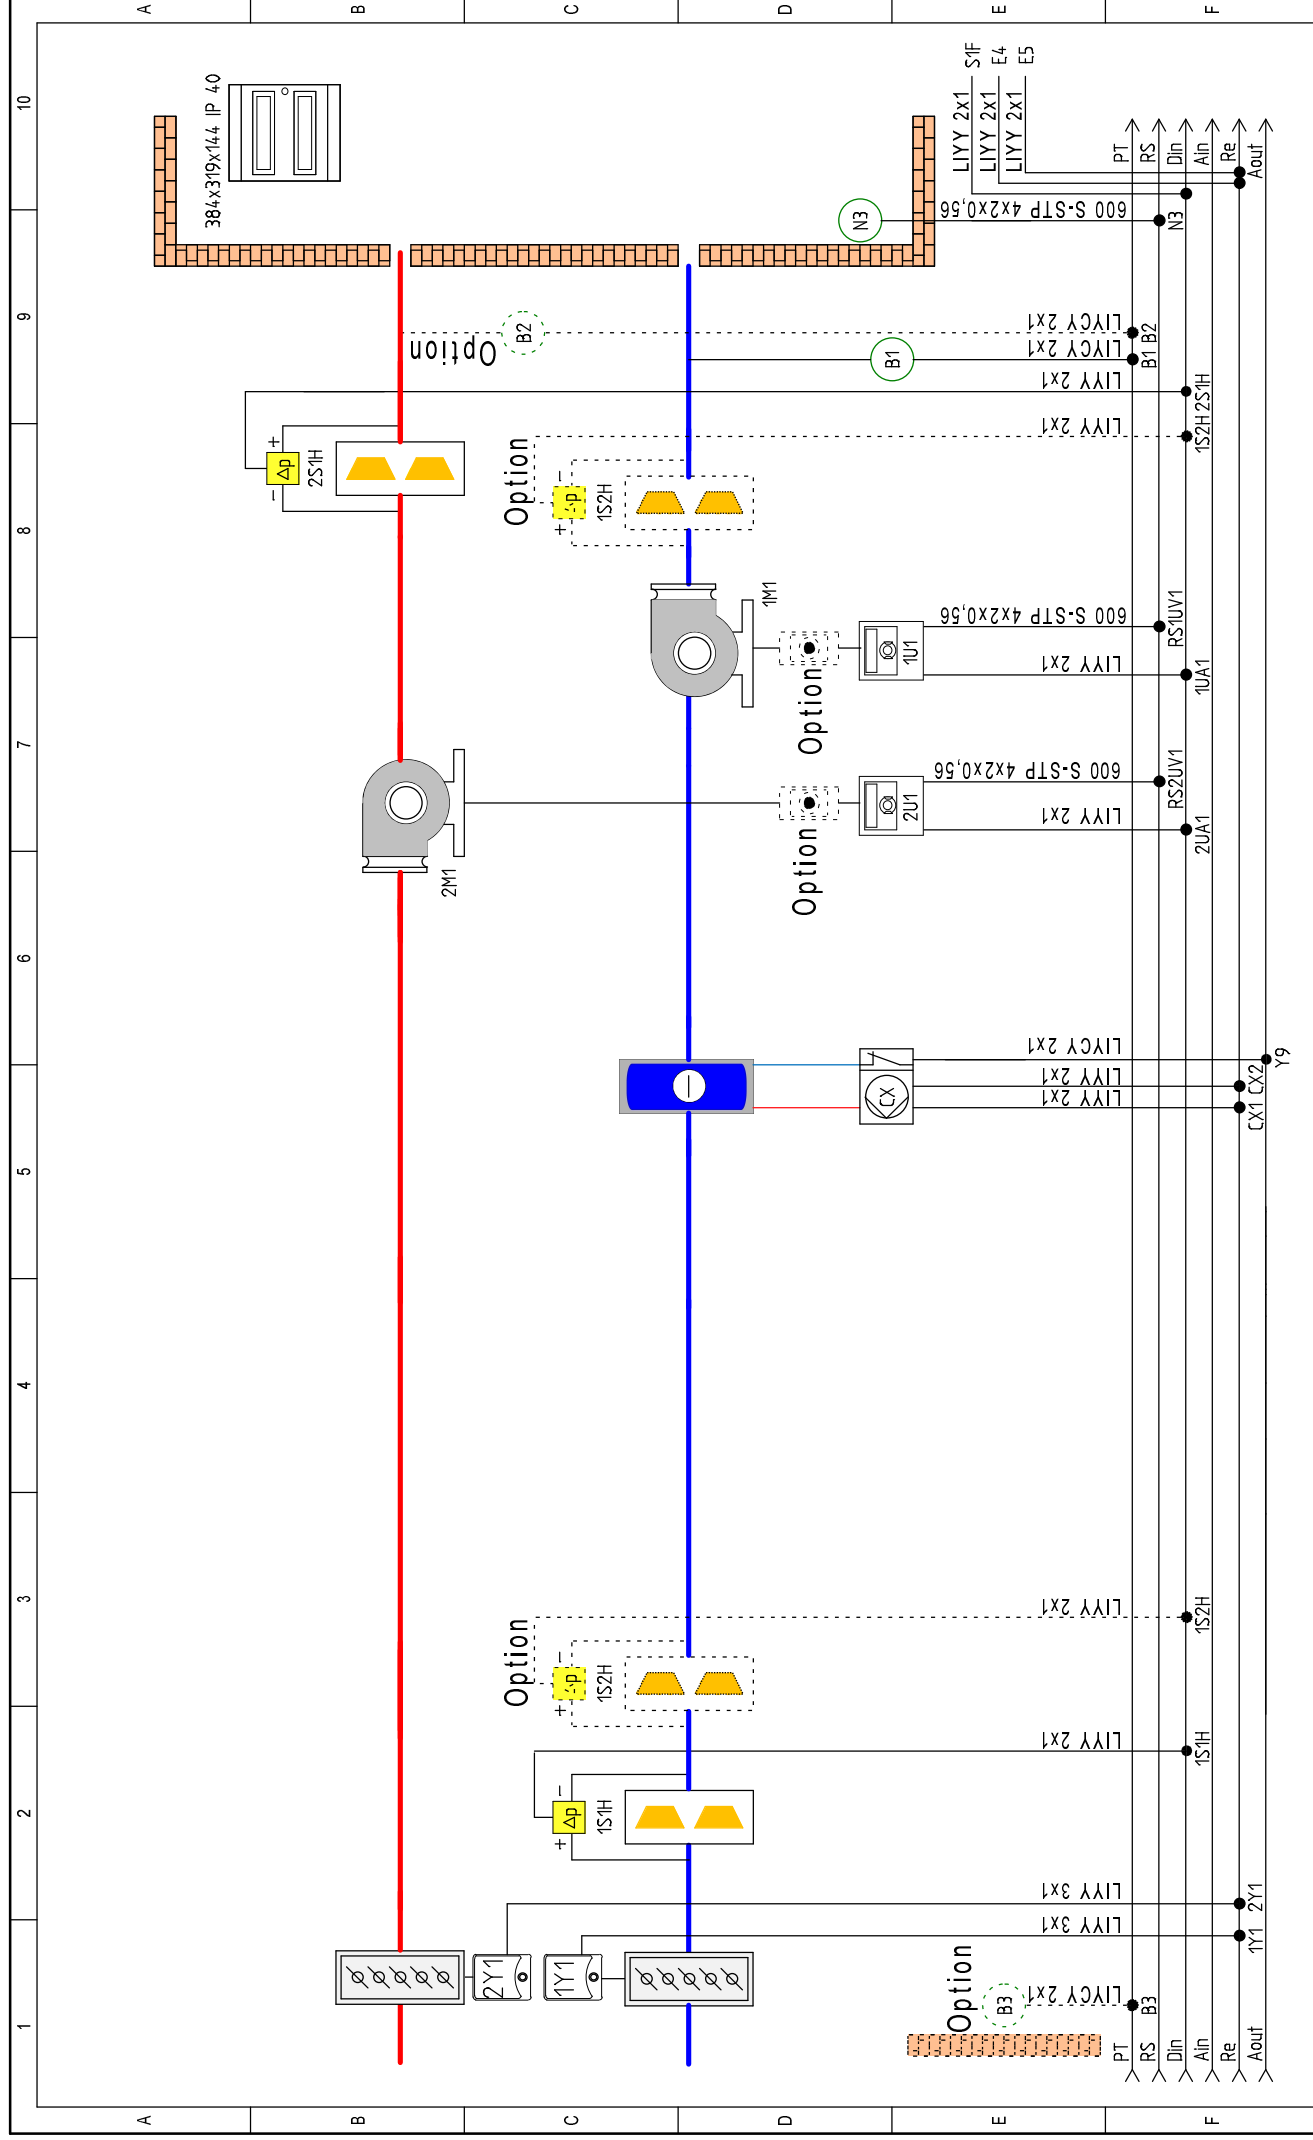 A
B
C
D
E
F
10
9
8
7
6
5
4
3
2
1
384x319x144 IP 40
LIYY 2x1 S1F
LIYY 2x1 E4
LIYY 2x1 E5
PT
RS
Din
Ain
Re
Aout
N3
600 S-STP 4x2x0,56
N3
Option
B2
LIYCY 2x1
B2
B1
LIYCY 2x1
B1
LIYY 2x1
2S1H
- Δp +
2S1H
Option
+ Δp -
1S2H
LIYY 2x1
1S2H
1M1
Option
1U1
600 S-STP 4x2x0,56
RS1UV1
LIYY 2x1
1UA1
2M1
Option
2U1
600 S-STP 4x2x0,56
RS2UV1
LIYY 2x1
2UA1
CX
LIYCY 2x1
Y9
LIYY 2x1
CX2
LIYY 2x1
CX1
Option
+ Δp -
1S2H
LIYY 2x1
1S2H
+ Δp -
1S1H
LIYY 2x1
1S1H
2Y1
LIYY 3x1
2Y1
1Y1
LIYY 3x1
1Y1
Option
B3
LIYCY 2x1
B3
PT
RS
Din
Ain
Re
Aout
A
B
C
D
E
F